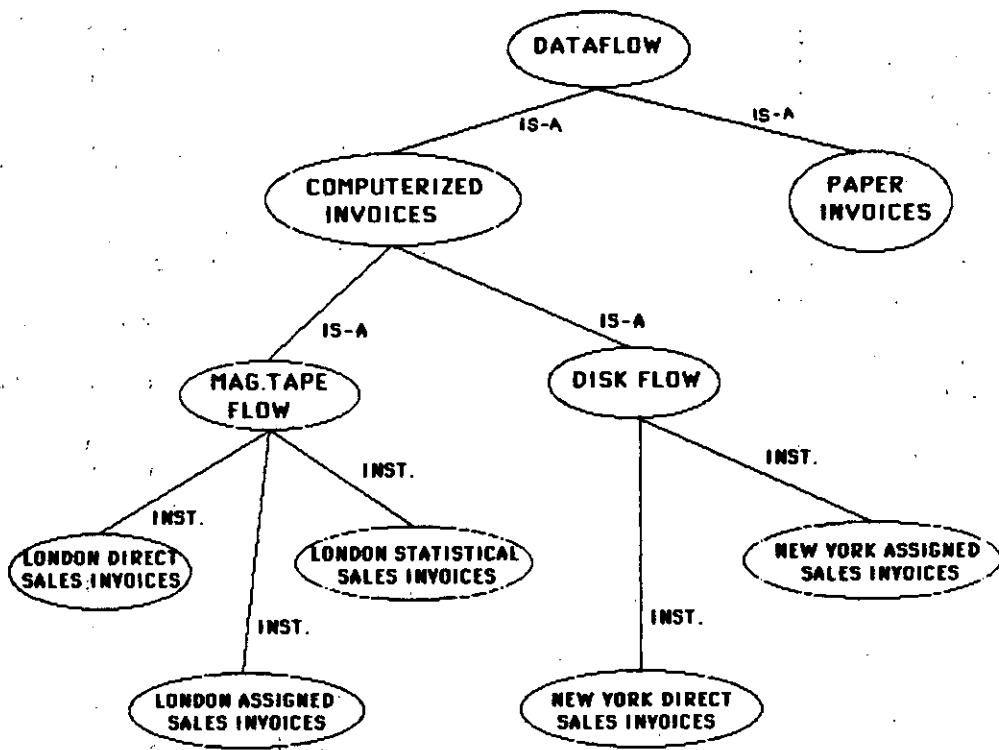 DATAFLOW
IS-A
IS-A
COMPUTERIZED
INVOICES
PAPER
INVOICES
IS-A
IS-A
MAG.TAPE
FLOW
DISK FLOW
INST.
INST.
INST.
LONDON DIRECT
SALES INVOICES
LONDON STATISTICAL
SALES INVOICES
NEW YORK ASSIGNED
SALES INVOICES
INST.
INST.
LONDON ASSIGNED
SALES INVOICES
NEW YORK DIRECT
SALES INVOICES